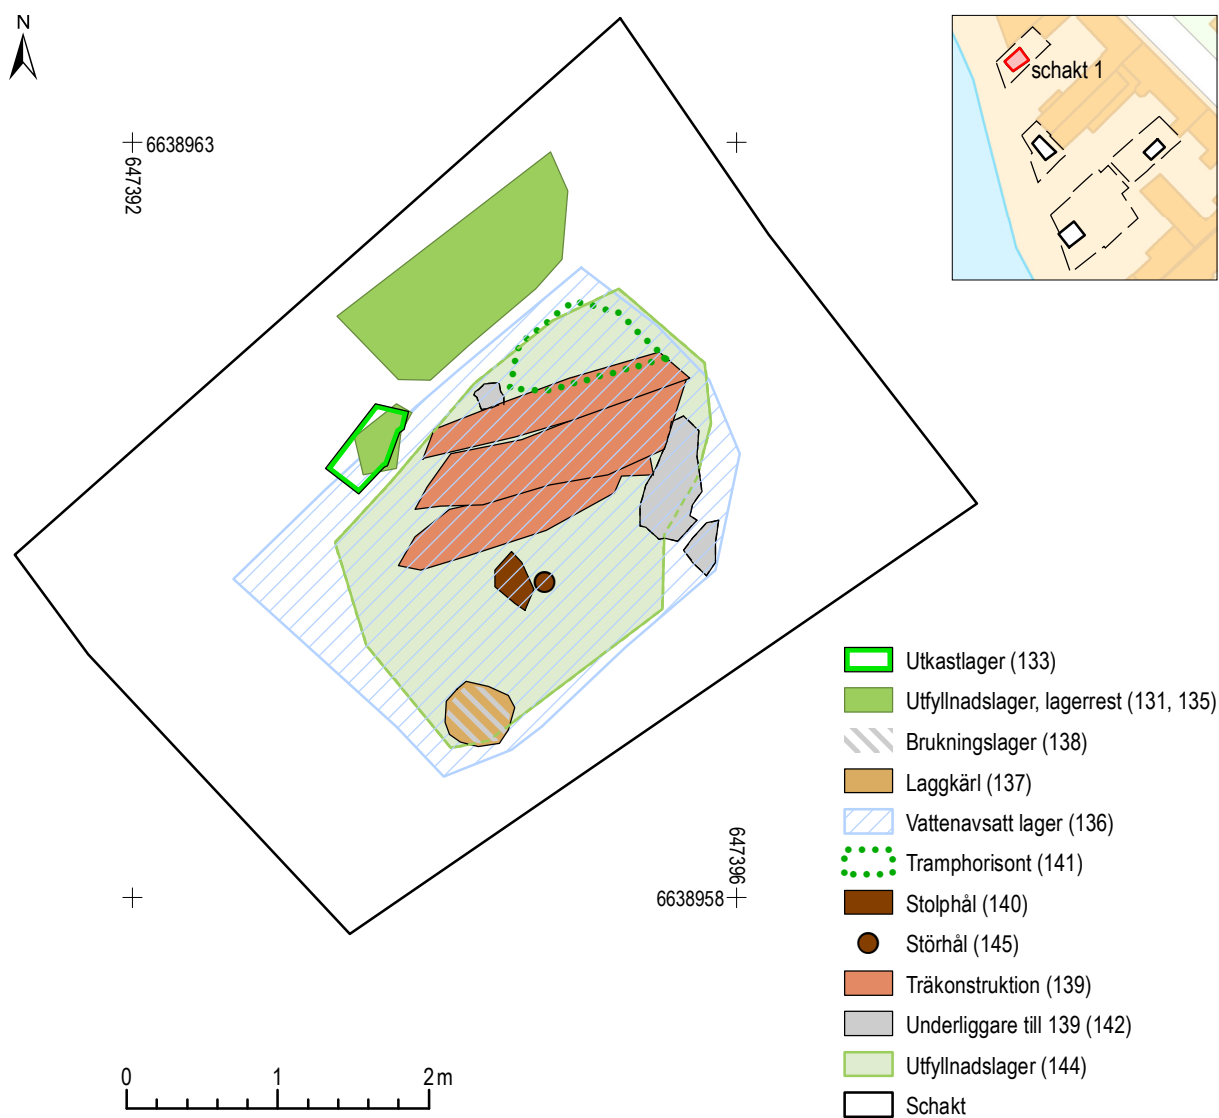 N
schakt 1
6638963
647392
647396
6638958
Utkastlager (133)
Utfyllnadslager, lagerrest (131, 135)
Brukningslager (138)
Laggkärl (137)
Vattenavsatt lager (136)
Tramphorisont (141)
Stolphål (140)
Störhål (145)
Träkonstruktion (139)
Underliggare till 139 (142)
Utfyllnadslager (144)
Schakt
0 1 2 m